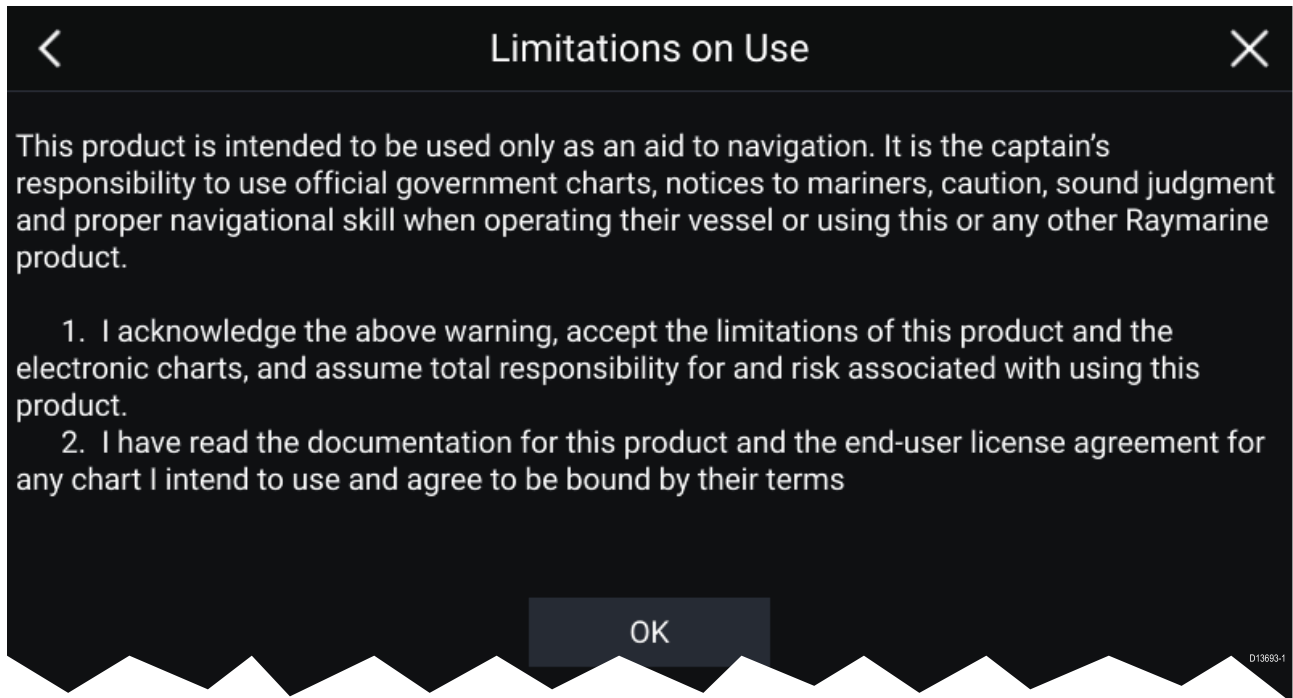 Limitations on Use
This product is intended to be used only as an aid to navigation. It is the captain’s
responsibility to use official government charts, notices to mariners, caution, sound judgment
and proper navigational skill when operating their vessel or using this or any other Raymarine
product.
1. I acknowledge the above warning, accept the limitations of this product and the
electronic charts, and assume total responsibility for and risk associated with using this
product.
2. I have read the documentation for this product and the end-user license agreement for
any chart I intend to use and agree to be bound by their terms
OK
D13693-1